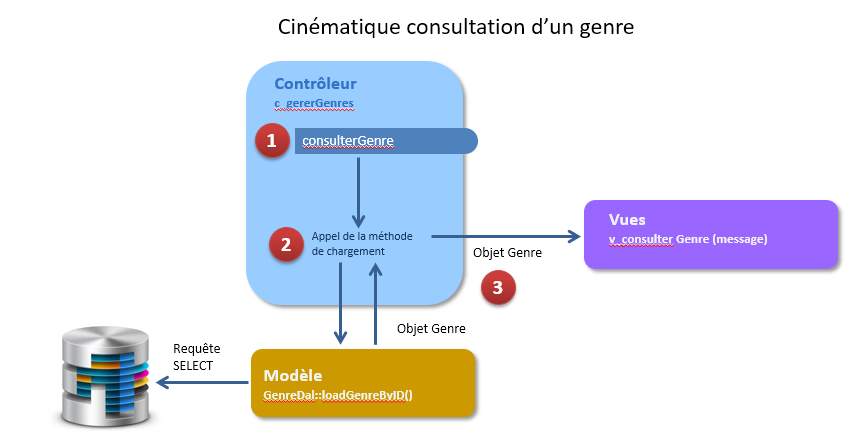 Cinématique consultation d’un genre
Contrôleur
c_gererGenres
1
consulterGenre
2
Appel de la méthode
de chargement
Objet Genre
3
Vues
v_consulter Genre (message)
Objet Genre
Requête
SELECT
Modèle
GenreDal::loadGenreByID()